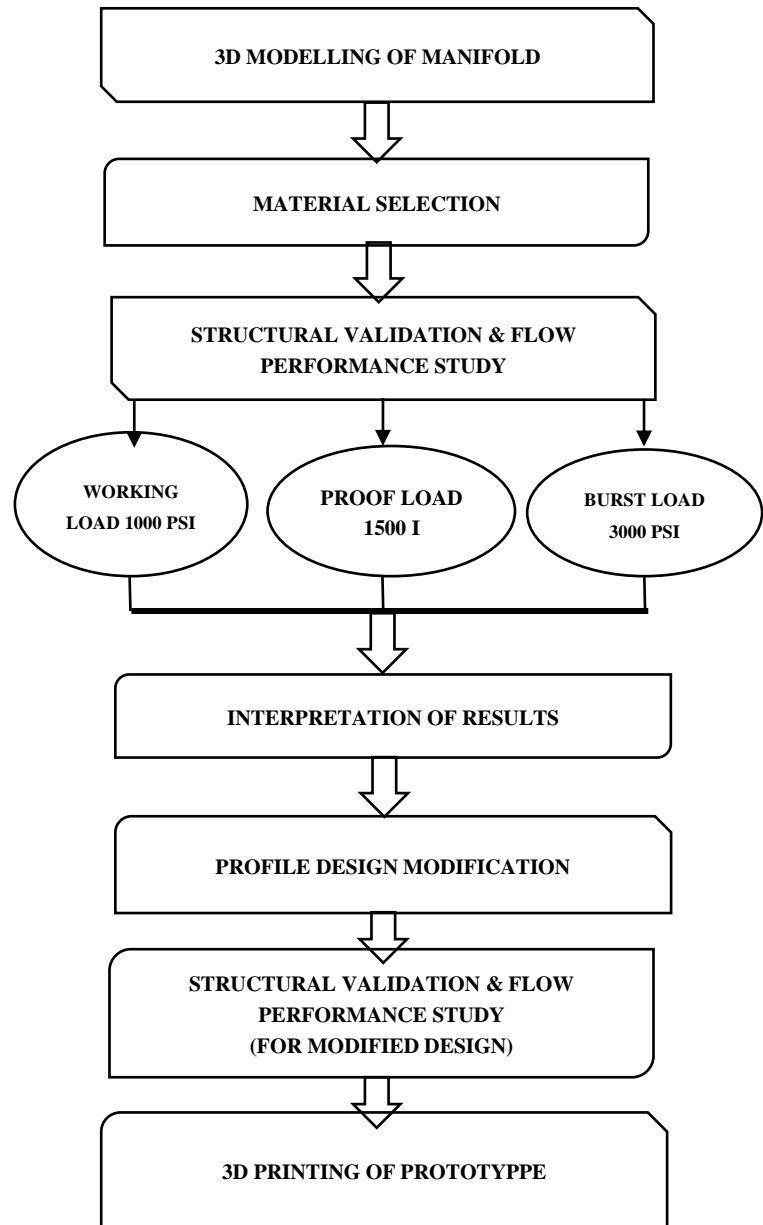 3D MODELLING OF MANIFOLD
MATERIAL SELECTION
STRUCTURAL VALIDATION & FLOW
PERFORMANCE STUDY
WORKING
LOAD 1000 PSI
PROOF LOAD
1500 I
BURST LOAD
3000 PSI
INTERPRETATION OF RESULTS
PROFILE DESIGN MODIFICATION
STRUCTURAL VALIDATION & FLOW
PERFORMANCE STUDY
(FOR MODIFIED DESIGN)
3D PRINTING OF PROTOTYPPE